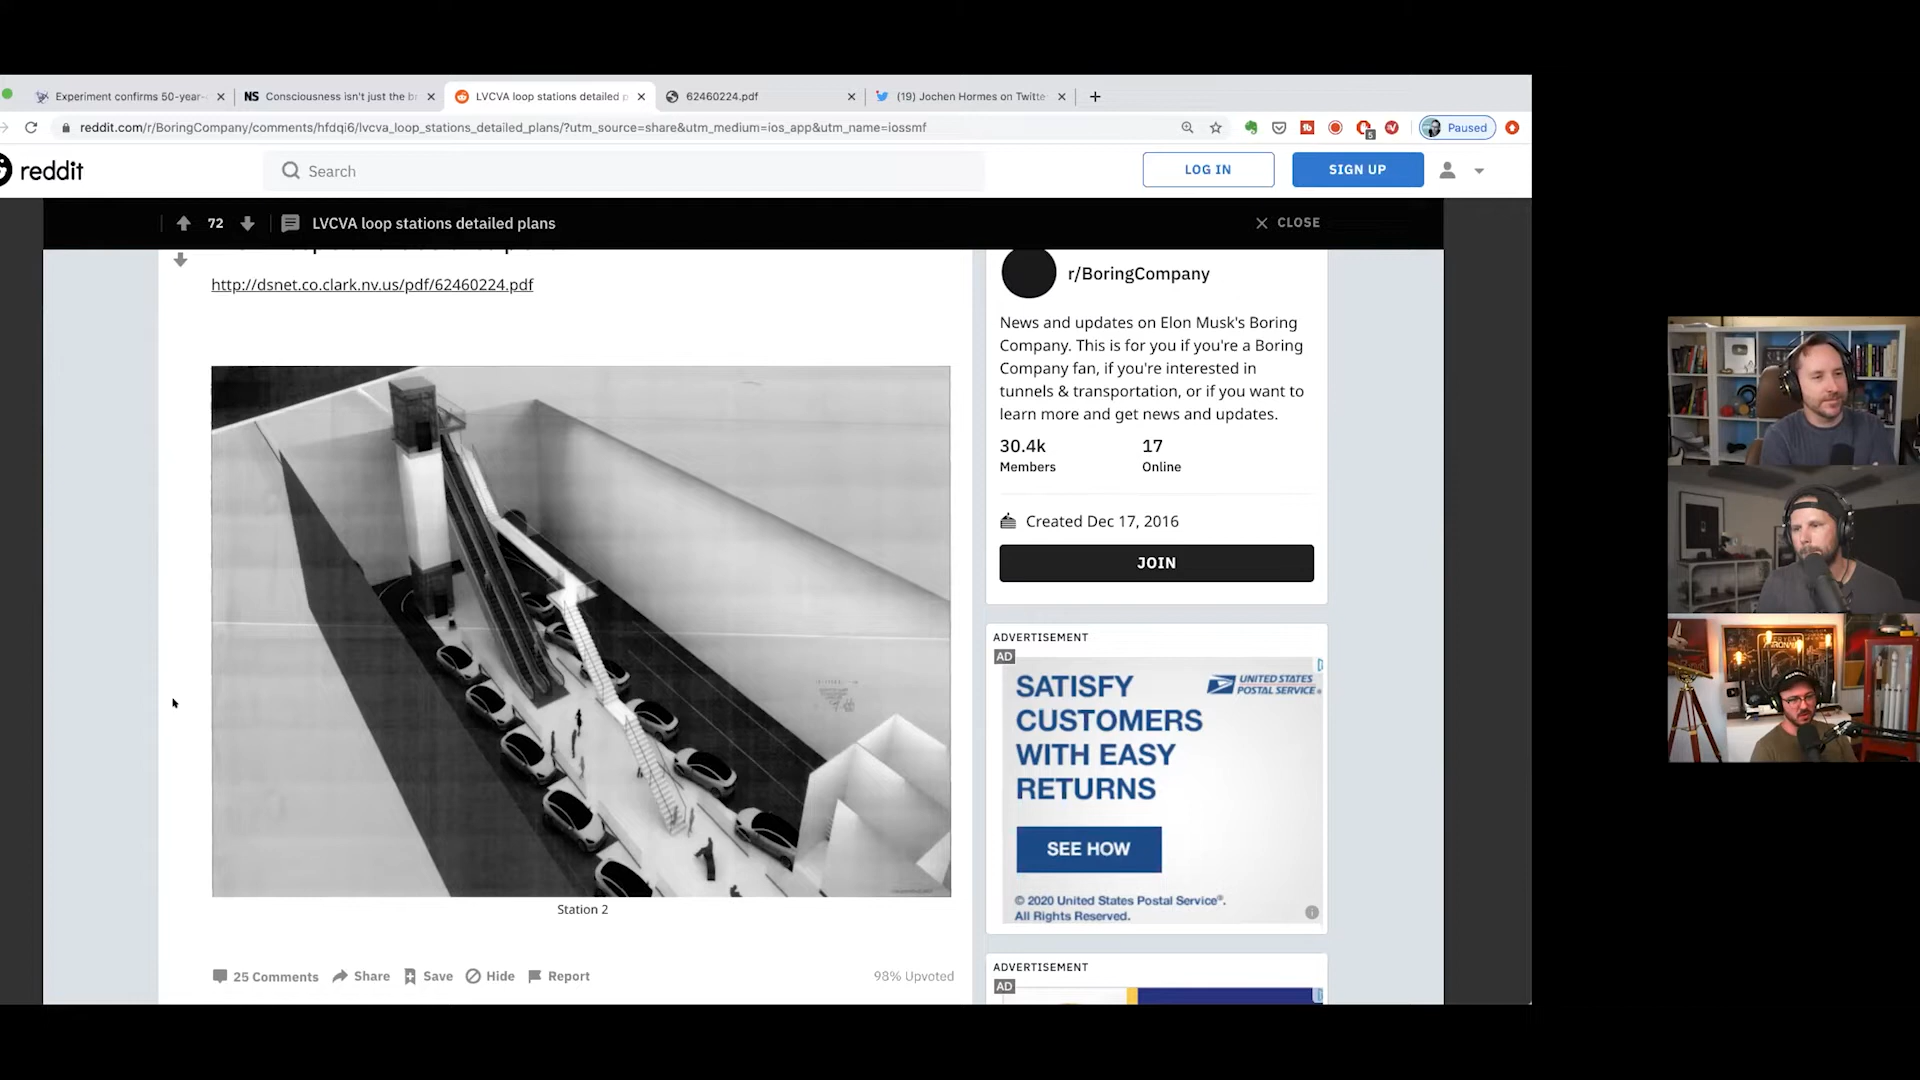 Experiment confirms 50-year-
NS Consciousness isn't just the br
LVCVA loop stations detailed p
62460224.pdf
(19) Jochen Hormes on Twitte
reddit.com/r/BoringCompany/comments/hfdqi6/lvcva_loop_stations_detailed_plans/?utm_source=share&utm_medium=ios_app&utm_name=iossmf
Paused
reddit
Search
LOG IN
SIGN UP
72
LVCVA loop stations detailed plans
CLOSE
http://dsnet.co.clark.nv.us/pdf/62460224.pdf
Station 2
25 Comments
Share
Save
Hide
Report
98% Upvoted
r/BoringCompany
News and updates on Elon Musk's Boring
Company. This is for you if you're a Boring
Company fan, if you're interested in
tunnels & transportation, or if you want to
learn more and get news and updates.
30.4k
Members
17
Online
Created Dec 17, 2016
JOIN
ADVERTISEMENT
AD
SATISFY
CUSTOMERS
WITH EASY
RETURNS
UNITED STATES
POSTAL SERVICE®
SEE HOW
© 2020 United States Postal Service®.
All Rights Reserved.
ADVERTISEMENT
AD